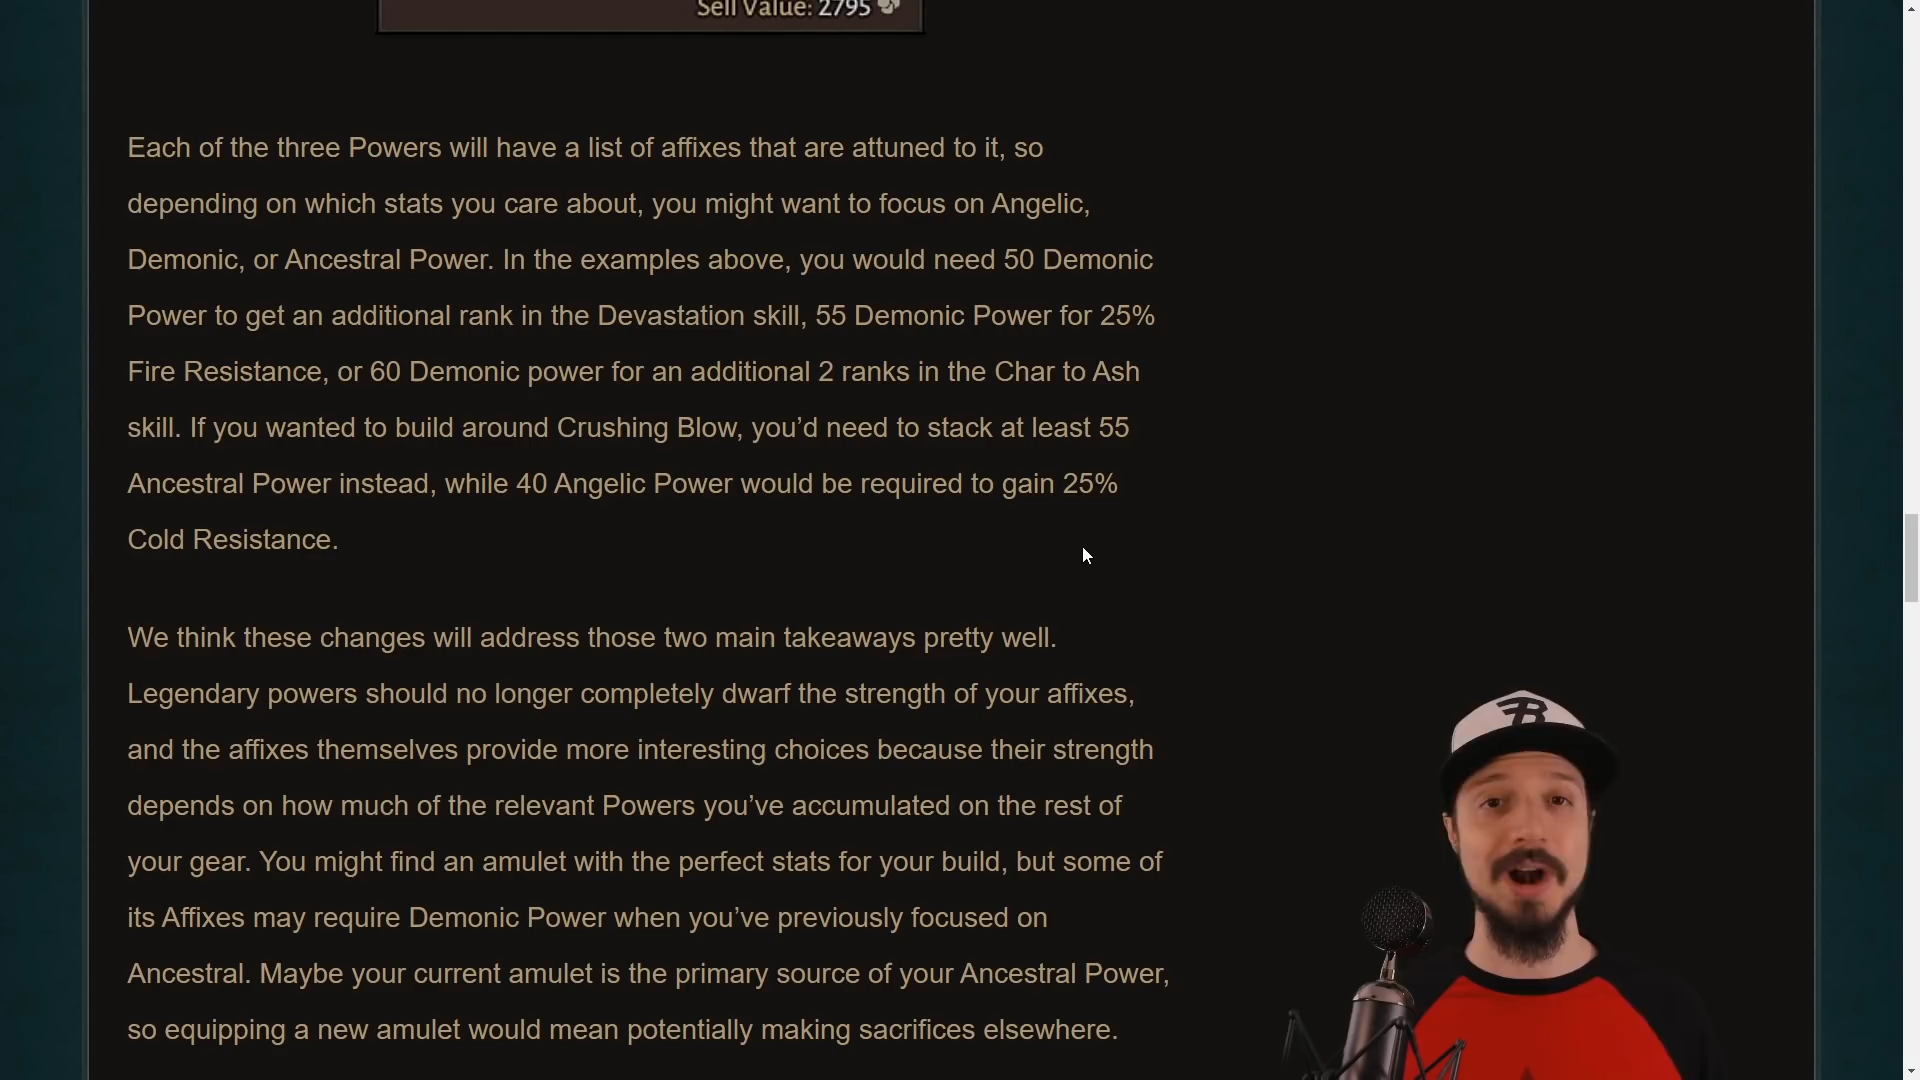 Sell Value: 2795
Each of the three Powers will have a list of affixes that are attuned to it, so
depending on which stats you care about, you might want to focus on Angelic,
Demonic, or Ancestral Power. In the examples above, you would need 50 Demonic
Power to get an additional rank in the Devastation skill, 55 Demonic Power for 25%
Fire Resistance, or 60 Demonic power for an additional 2 ranks in the Char to Ash
skill. If you wanted to build around Crushing Blow, you’d need to stack at least 55
Ancestral Power instead, while 40 Angelic Power would be required to gain 25%
Cold Resistance.
We think these changes will address those two main takeaways pretty well.
Legendary powers should no longer completely dwarf the strength of your affixes,
and the affixes themselves provide more interesting choices because their strength
depends on how much of the relevant Powers you’ve accumulated on the rest of
your gear. You might find an amulet with the perfect stats for your build, but some of
its Affixes may require Demonic Power when you’ve previously focused on
Ancestral. Maybe your current amulet is the primary source of your Ancestral Power,
so equipping a new amulet would mean potentially making sacrifices elsewhere.